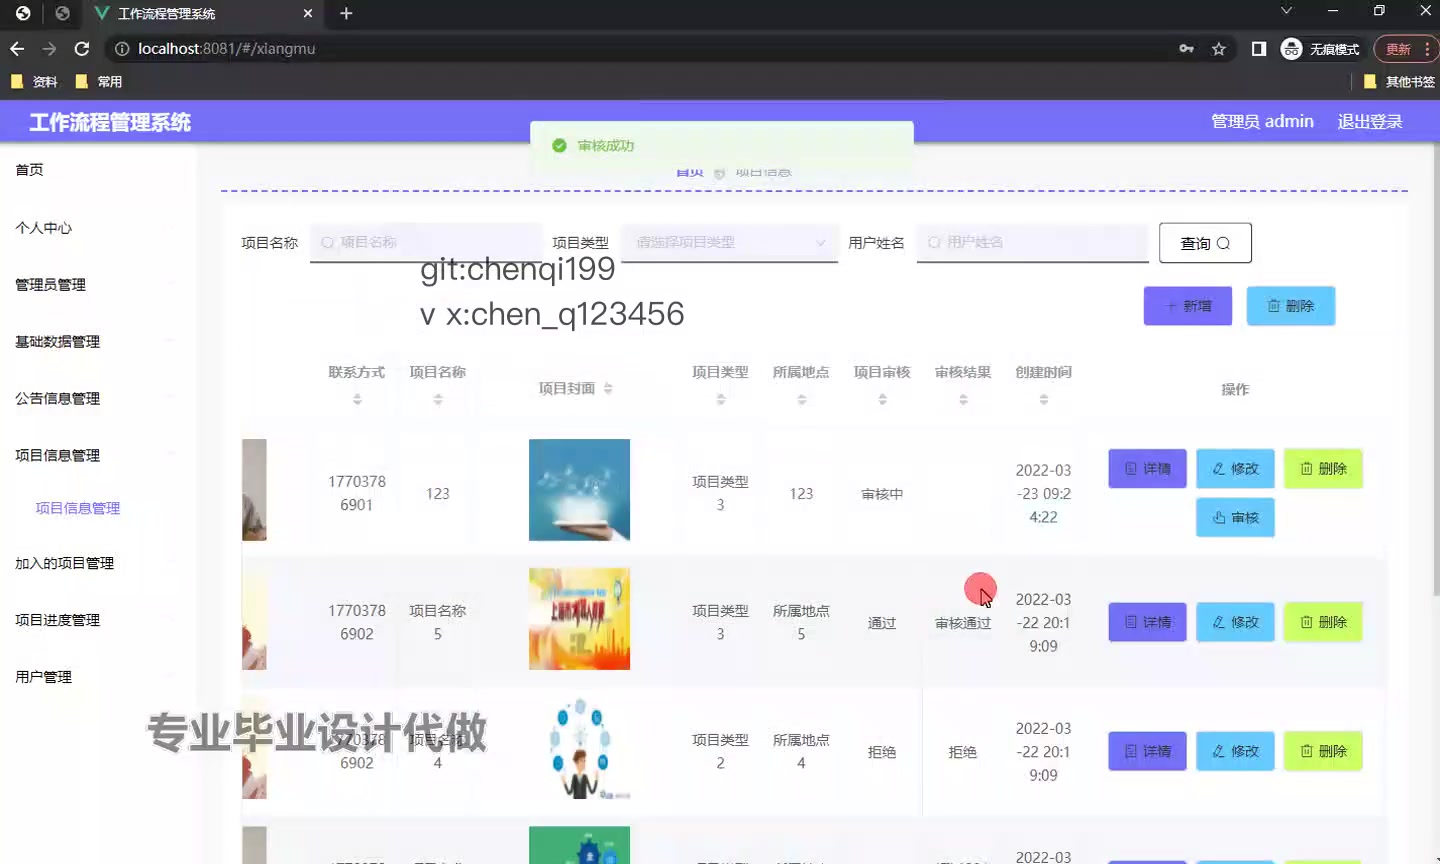 工作流程管理系统
localhost:8081/#/xiangmu
无痕模式
更新
资料
常用
其他书签
工作流程管理系统
管理员 admin
退出登录
审核成功
首页
项目信息
首页
个人中心
管理员管理
基础数据管理
公告信息管理
项目信息管理
项目信息管理
加入的项目管理
项目进度管理
用户管理
项目名称
项目名称
项目类型
请选择项目类型
用户姓名
用户姓名
查询
git:chenqi199
v x:chen_q123456
新增
删除
联系方式
项目名称
项目封面
项目类型
所属地点
项目审核
审核结果
创建时间
操作
1770378
6901
123
项目类型
3
123
审核中
2022-03
-23 09:2
4:22
详情
修改
删除
审核
1770378
6902
项目名称
5
项目类型
3
所属地点
5
通过
审核通过
2022-03
-22 20:1
9:09
详情
修改
删除
专业毕业设计代做
1770378
6902
项目名称
4
项目类型
2
所属地点
4
拒绝
拒绝
2022-03
-22 20:1
9:09
详情
修改
删除
2022-03